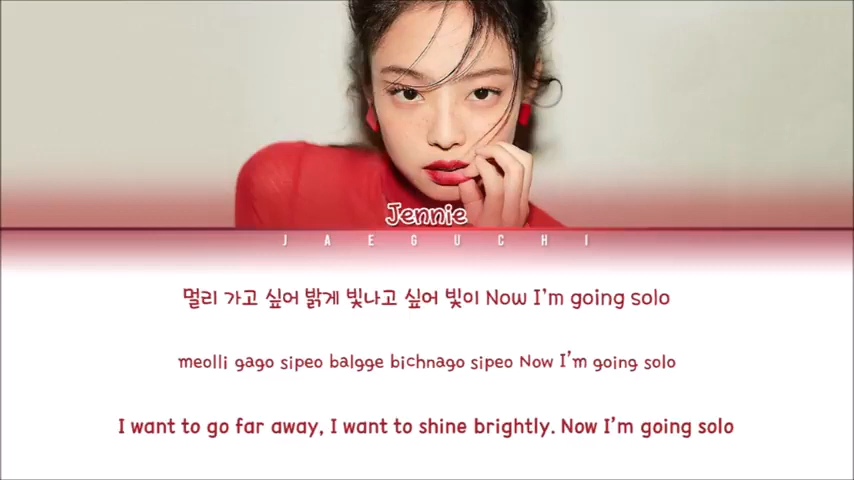 Jennie
JAEGUCHI
멀리 가고 싶어 밝게 빛나고 싶어 빛이 Now I'm going solo
meolli gago sipeo balgge bichnago sipeo Now I'm going solo
I want to go far away, I want to shine brightly. Now I'm going solo